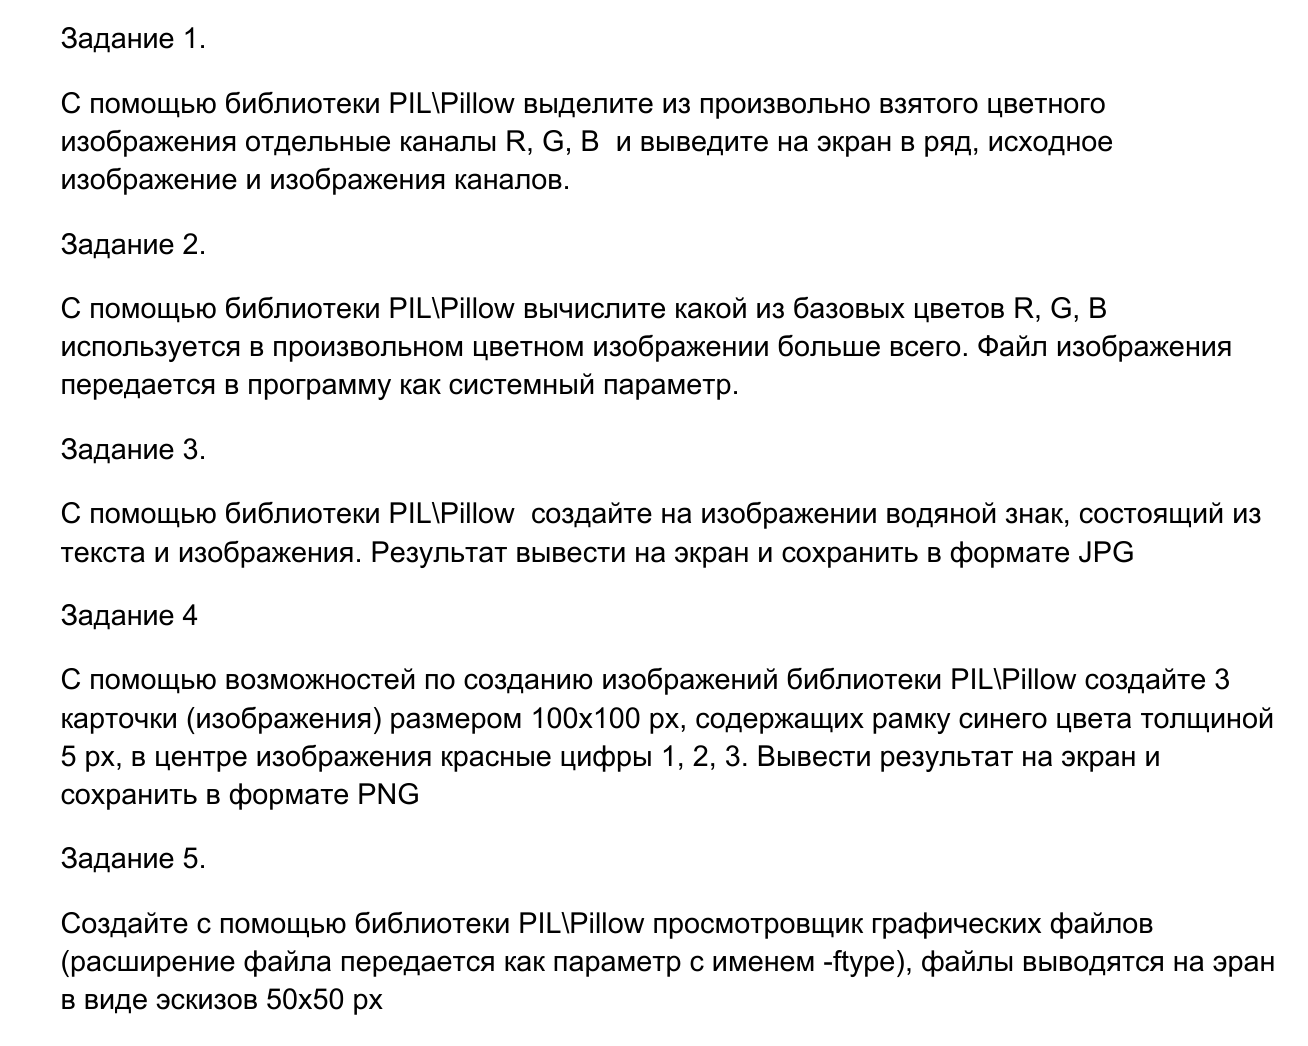 Задание 1.
С помощью библиотеки PIL\Pillow выделите из произвольно взятого цветного
изображения отдельные каналы R, G, B  и выведите на экран в ряд, исходное
изображение и изображения каналов.
Задание 2.
С помощью библиотеки PIL\Pillow вычислите какой из базовых цветов R, G, B
используется в произвольном цветном изображении больше всего. Файл изображения
передается в программу как системный параметр.
Задание 3.
С помощью библиотеки PIL\Pillow  создайте на изображении водяной знак, состоящий из
текста и изображения. Результат вывести на экран и сохранить в формате JPG
Задание 4
С помощью возможностей по созданию изображений библиотеки PIL\Pillow создайте 3
карточки (изображения) размером 100х100 px, содержащих рамку синего цвета толщиной
5 px, в центре изображения красные цифры 1, 2, 3. Вывести результат на экран и
сохранить в формате PNG
Задание 5.
Создайте с помощью библиотеки PIL\Pillow просмотровщик графических файлов
(расширение файла передается как параметр с именем -ftype), файлы выводятся на эран
в виде эскизов 50х50 px